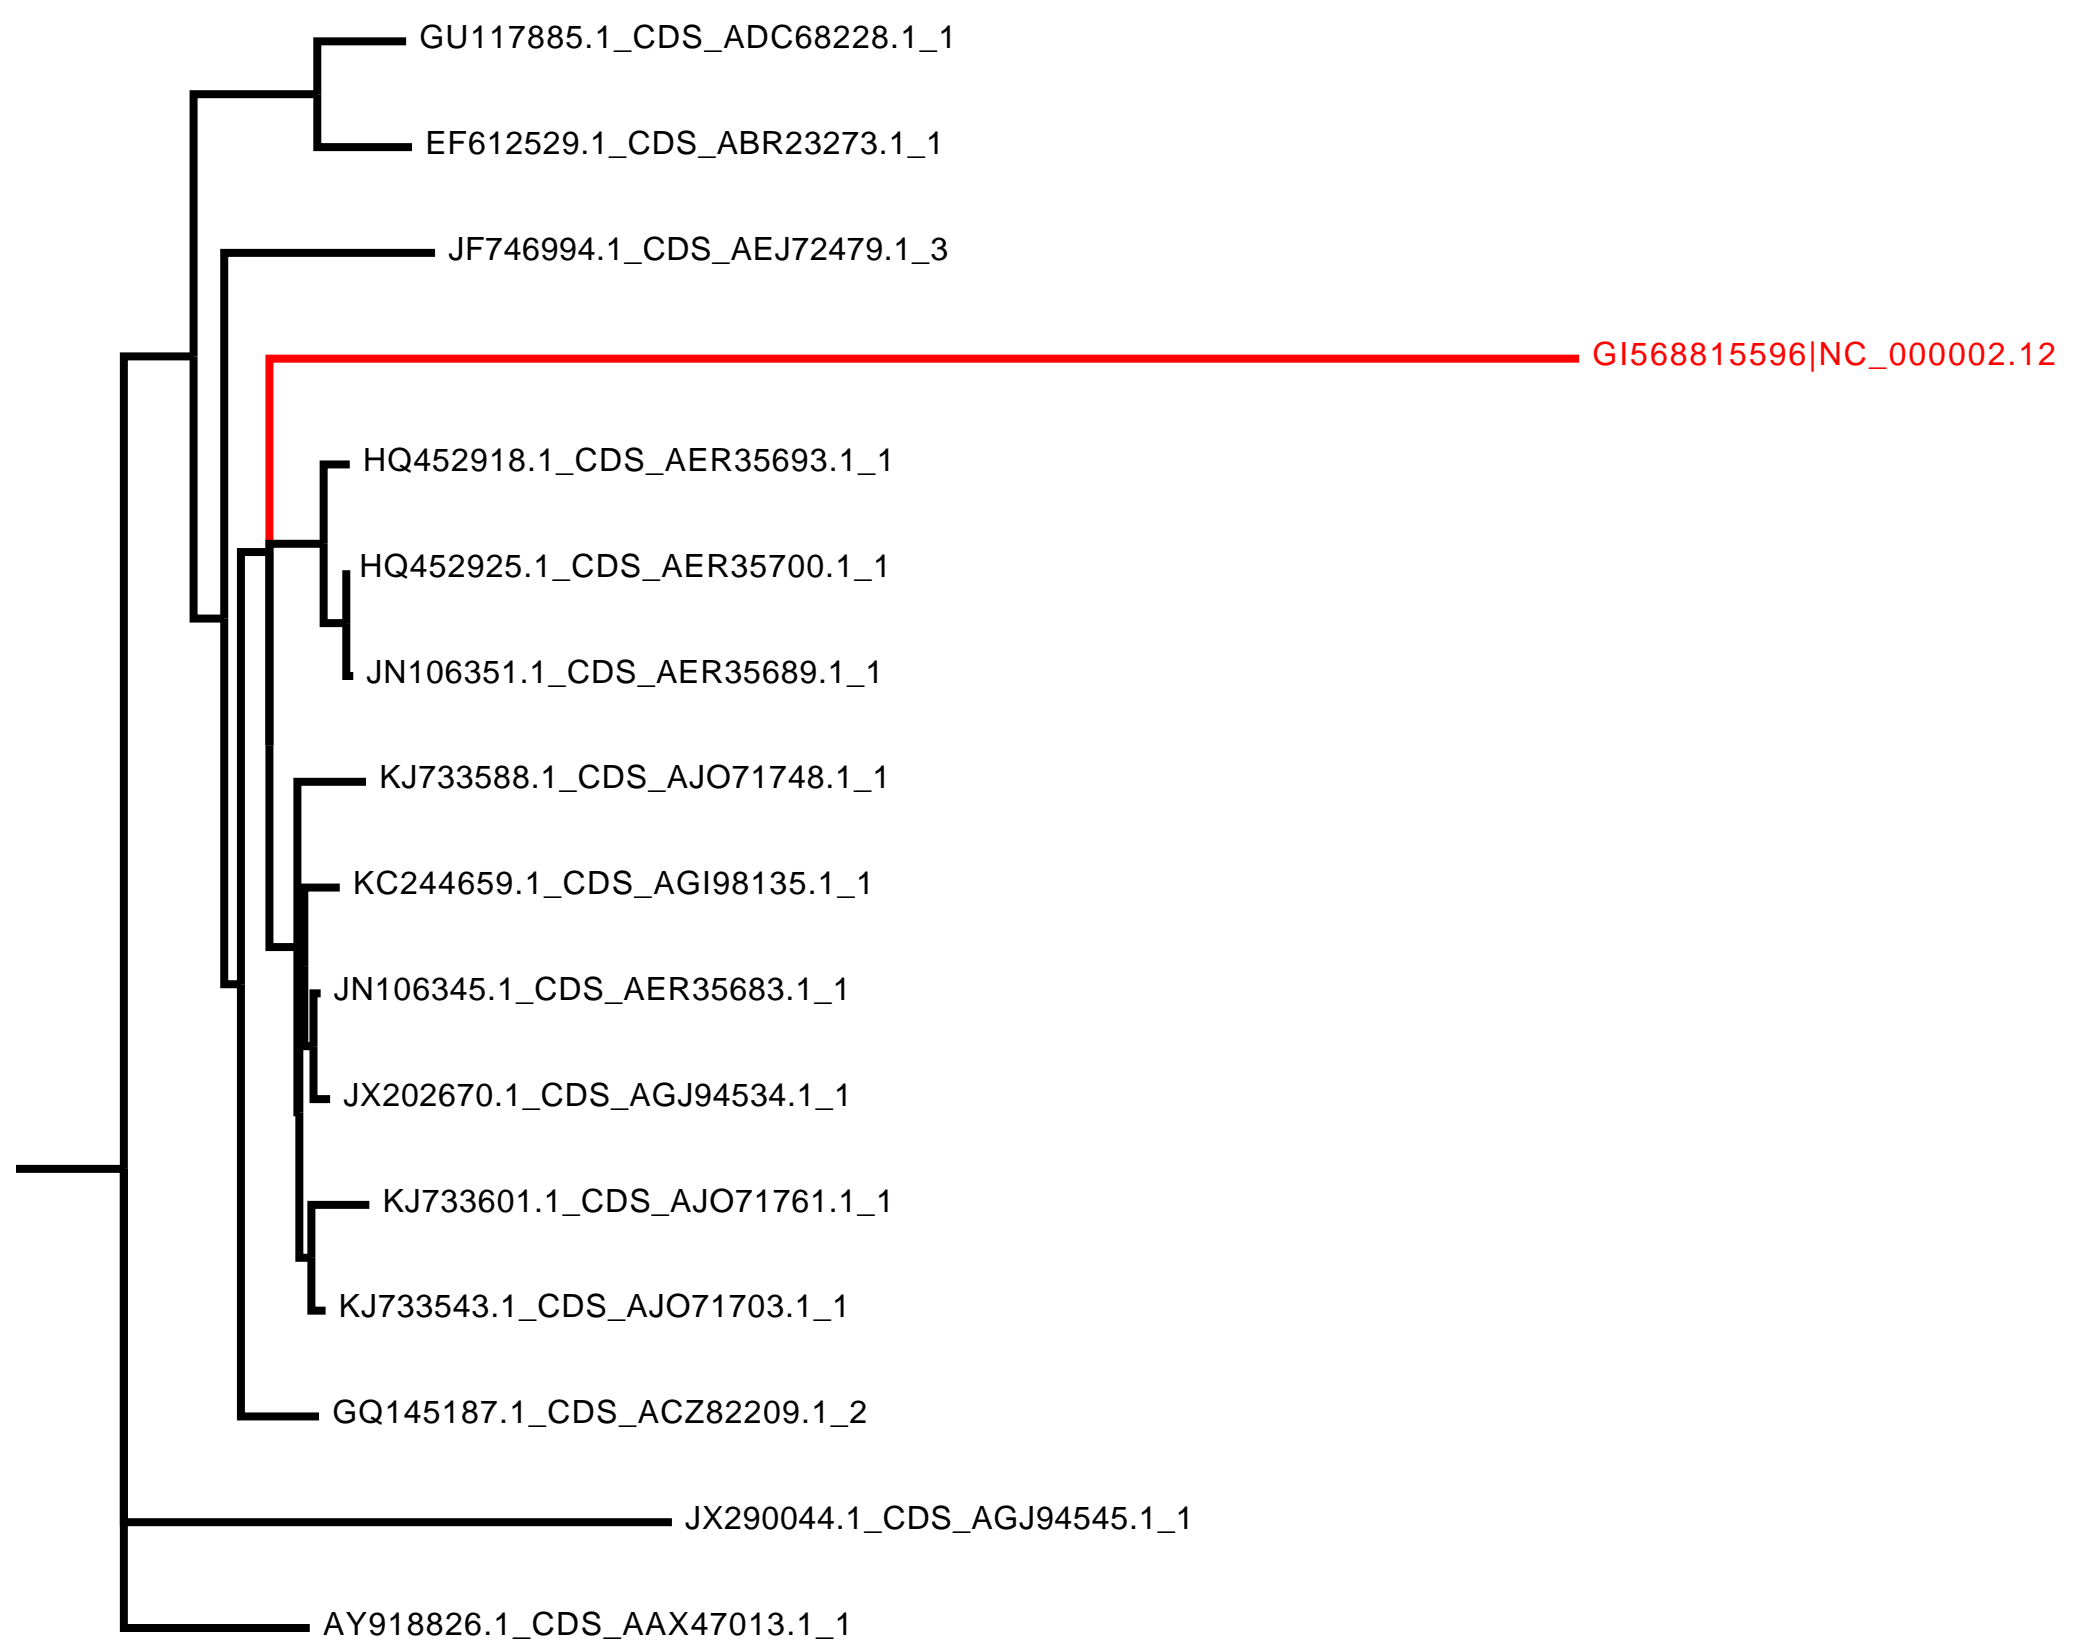 GU117885.1_CDS_ADC68228.1_1
EF612529.1_CDS_ABR23273.1_1
JF746994.1_CDS_AEJ72479.1_3
GI568815596|NC_000002.12
HQ452918.1_CDS_AER35693.1_1
HQ452925.1_CDS_AER35700.1_1
JN106351.1_CDS_AER35689.1_1
KJ733588.1_CDS_AJO71748.1_1
KC244659.1_CDS_AGI98135.1_1
JN106345.1_CDS_AER35683.1_1
JX202670.1_CDS_AGJ94534.1_1
KJ733601.1_CDS_AJO71761.1_1
KJ733543.1_CDS_AJO71703.1_1
GQ145187.1_CDS_ACZ82209.1_2
JX290044.1_CDS_AGJ94545.1_1
AY918826.1_CDS_AAX47013.1_1